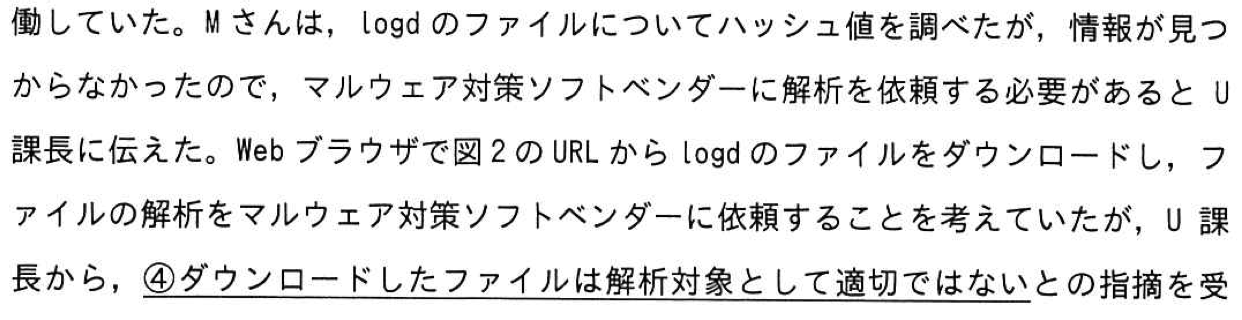 働していた。M さんは，logd のファイルについてハッシュ値を調べたが，情報が見つ
からなかったので，マルウェア対策ソフトベンダーに解析を依頼する必要があると U
課長に伝えた。Web ブラウザで図 2 の URL から logd のファイルをダウンロードし，フ
ァイルの解析をマルウェア対策ソフトベンダーに依頼することを考えていたが，U 課
長から，④ダウンロードしたファイルは解析対象として適切ではないとの指摘を受